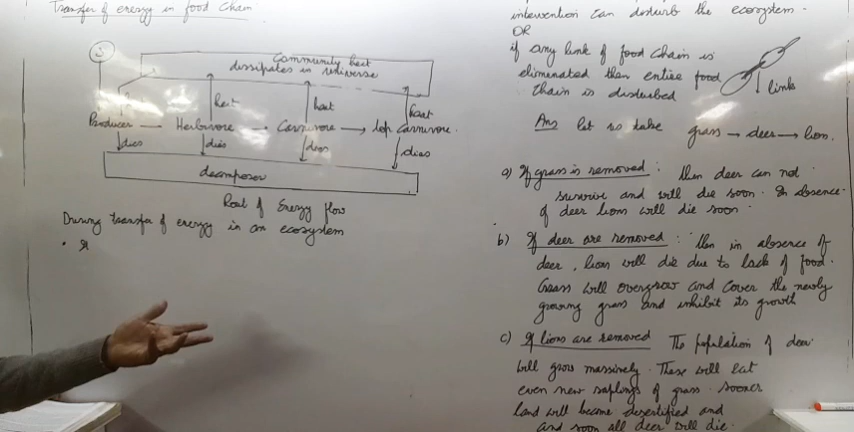 Transfer of energy in food chain
Community heat
dissipates in universe
heat
heat
heat
Producer → Herbivore → Carnivore → top carnivore.
dies
dies
dies
dies
decomposer
Rout of Energy flow
During transfer of energy in an ecosystem
intervention can disturb the ecosystem.
OR
if any link of food chain is
eliminated then entire food
chain is disturbed
link
Ans let us take grass → deer → lion.
a) If grass is removed : then deer can not
survive and will die soon. In absence
of deer lion will die soon
b) If deer are removed : then in absence of
deer, lion will die due to lack of food.
Grass will overgrow and cover the newly
growing grass and inhibit its growth
c) If lions are removed The population of deer
will grow massively. These will eat
even new saplings of grass. sooner
land will become desertified and
and soon all deer will die.